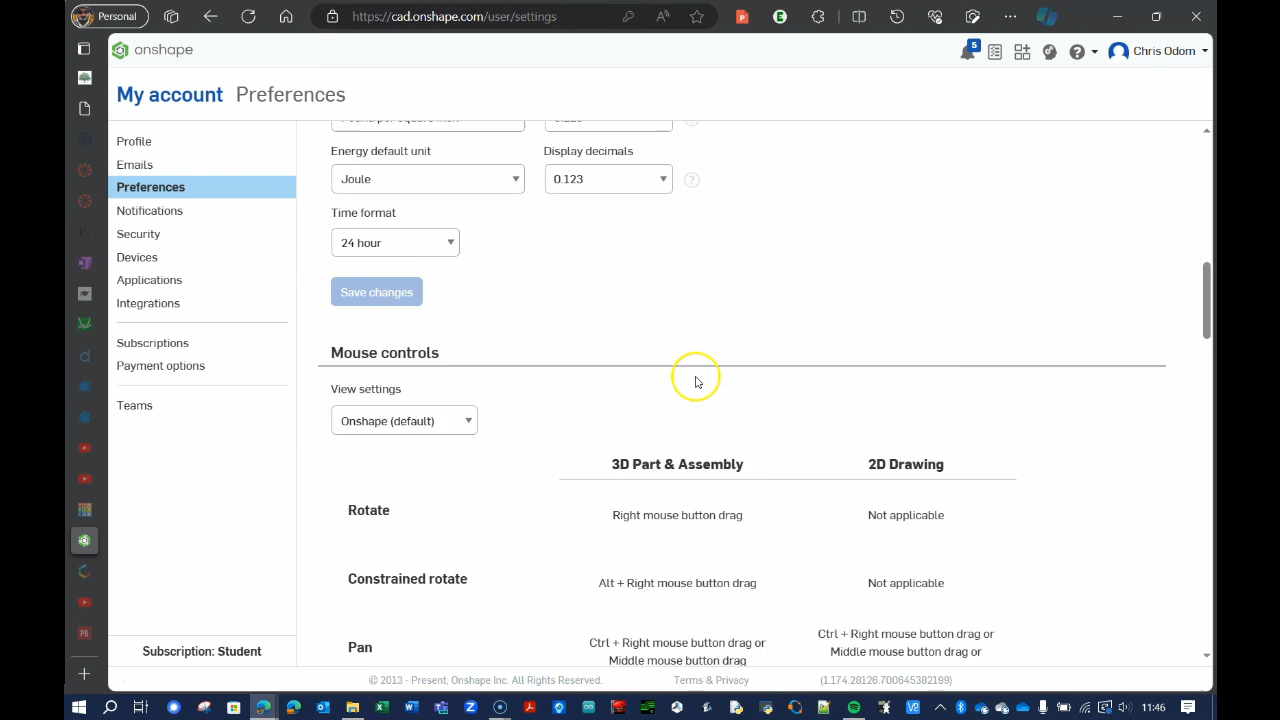 Personal
https://cad.onshape.com/user/settings
onshape
5
Chris Odom
My account Preferences
Profile
Emails
Preferences
Notifications
Security
Devices
Applications
Integrations
Subscriptions
Payment options
Teams
Subscription: Student
Energy default unit Display decimals
Joule 0.123
Time format
24 hour
Save changes
Mouse controls
View settings
Onshape (default)
3D Part & Assembly 2D Drawing
Rotate Right mouse button drag Not applicable
Constrained rotate Alt + Right mouse button drag Not applicable
Pan
Ctrl + Right mouse button drag or
Middle mouse button drag
Ctrl + Right mouse button drag or
Middle mouse button drag or
© 2013 - Present, Onshape Inc. All Rights Reserved. Terms & Privacy (1.174.28126.700645382199)
11:46